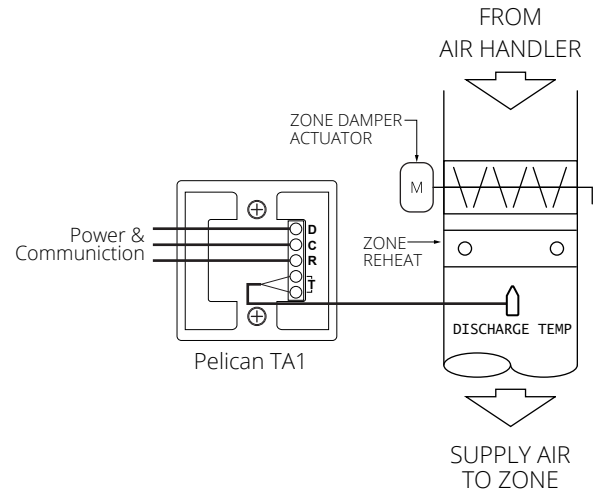 FROM
AIR HANDLER
ZONE DAMPER
ACTUATOR
M
Power &
Communiction
D
C
R
T
ZONE
REHEAT
DISCHARGE TEMP
Pelican TA1
SUPPLY AIR
TO ZONE